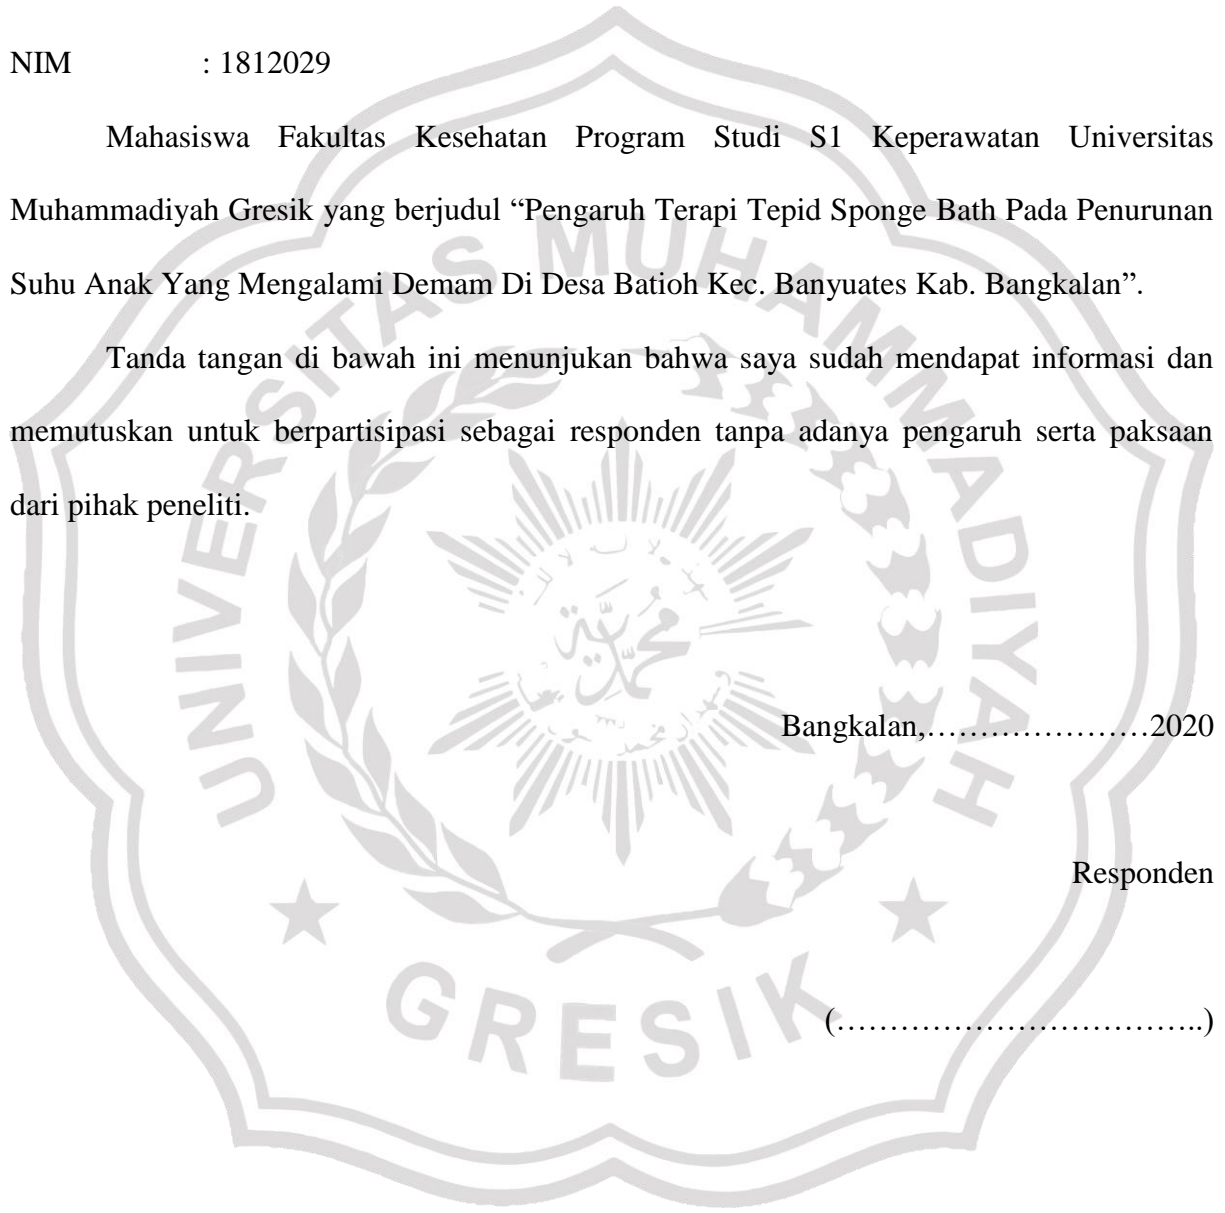 NIM : 1812029
Mahasiswa Fakultas Kesehatan Program Studi S1 Keperawatan Universitas
Muhammadiyah Gresik yang berjudul “Pengaruh Terapi Tepid Sponge Bath Pada Penurunan
Suhu Anak Yang Mengalami Demam Di Desa Batioh Kec. Banyuates Kab. Bangkalan”.
Tanda tangan di bawah ini menunjukan bahwa saya sudah mendapat informasi dan
memutuskan untuk berpartisipasi sebagai responden tanpa adanya pengaruh serta paksaan
dari pihak peneliti.
Bangkalan,…………………2020
Responden
(……………………………..)
UNIVERSITAS MUHAMMADIYAH
GRESIK